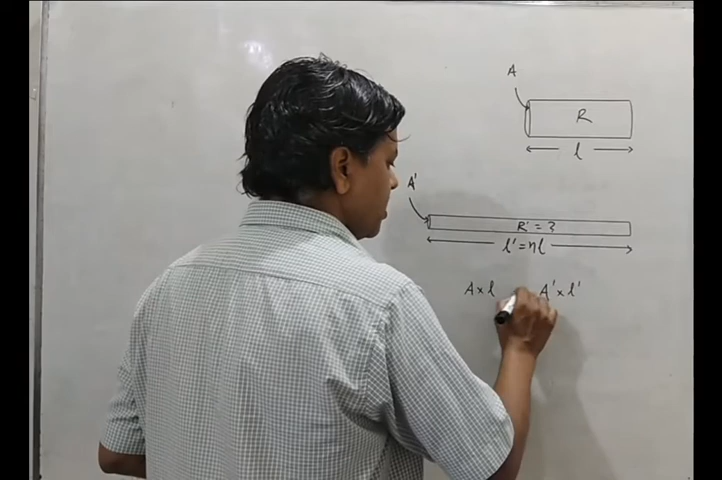 A
R
l
A'
R' = ?
l' = nl
A × l A' × l'